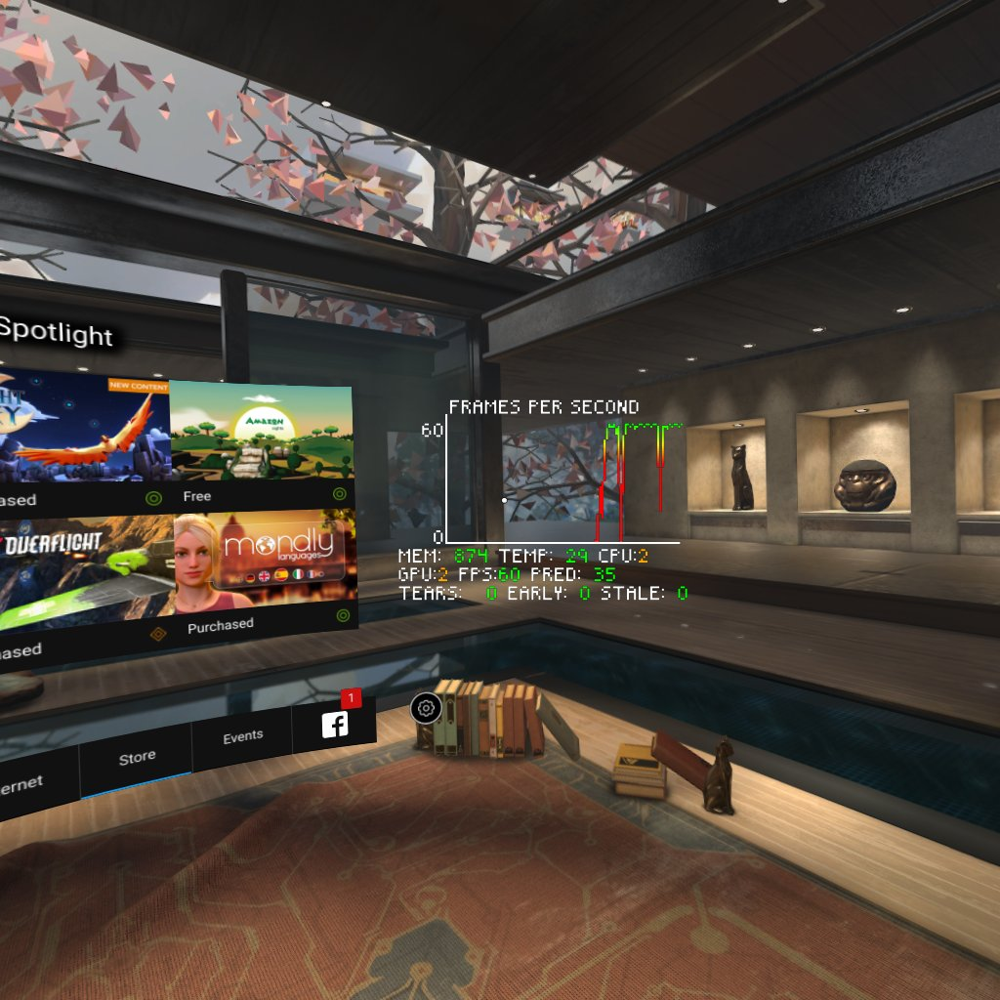 Spotlight
NEW CONTENT
Amazon
nights
ased
Free
OVERFLIGHT
mondly
languages
ased
Purchased
ernet
Store
Events
1
FRAMES PER SECOND
60
0
MEM: 874 TEMP: 29 CPU:2
GPU:2 FPS:60 PRED: 35
TEARS: 0 EARLY: 0 STALE: 0